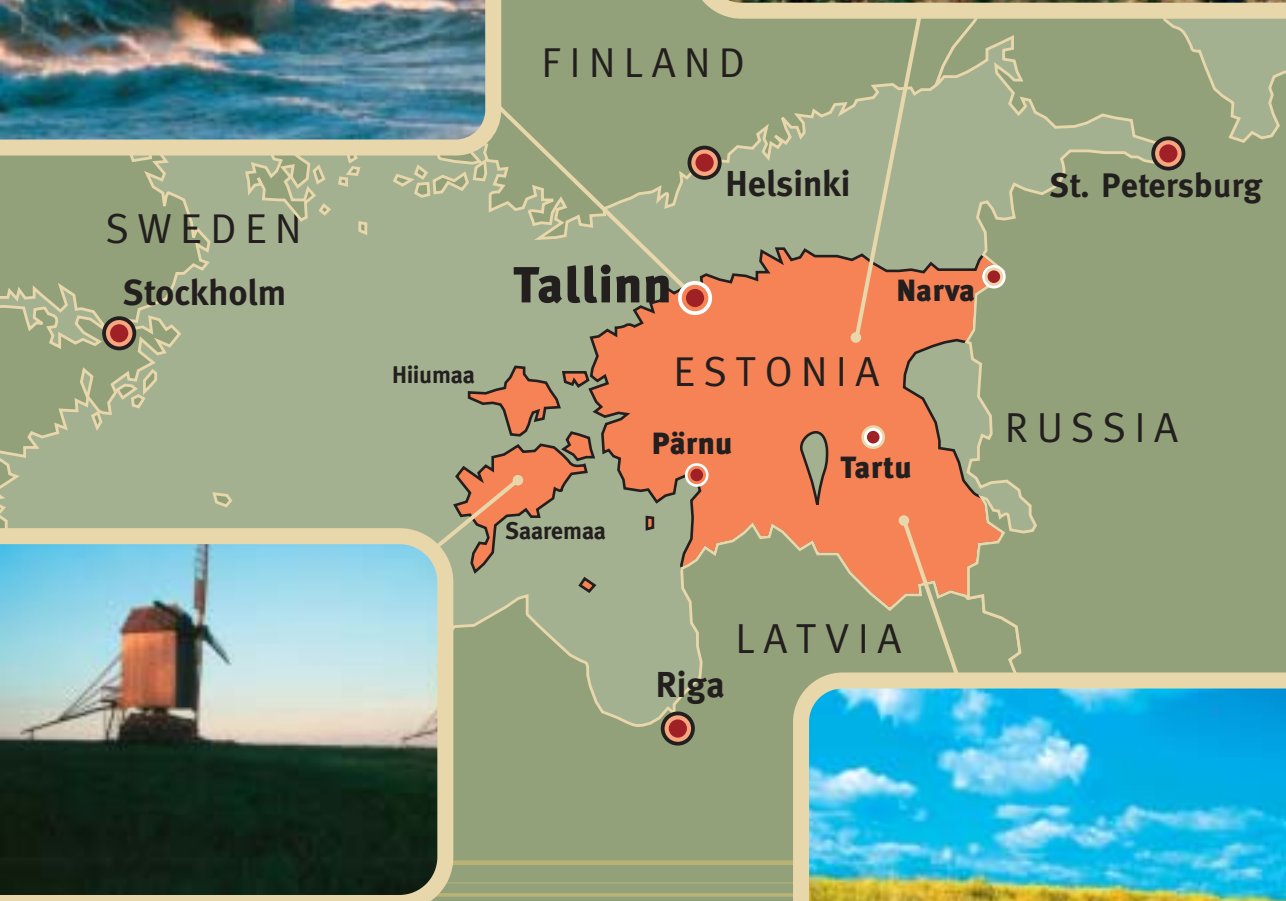 FINLAND
Helsinki
St. Petersburg
SWEDEN
Stockholm
Tallinn
Narva
Hiiumaa
ESTONIA
RUSSIA
Pärnu
Tartu
Saaremaa
LATVIA
Riga